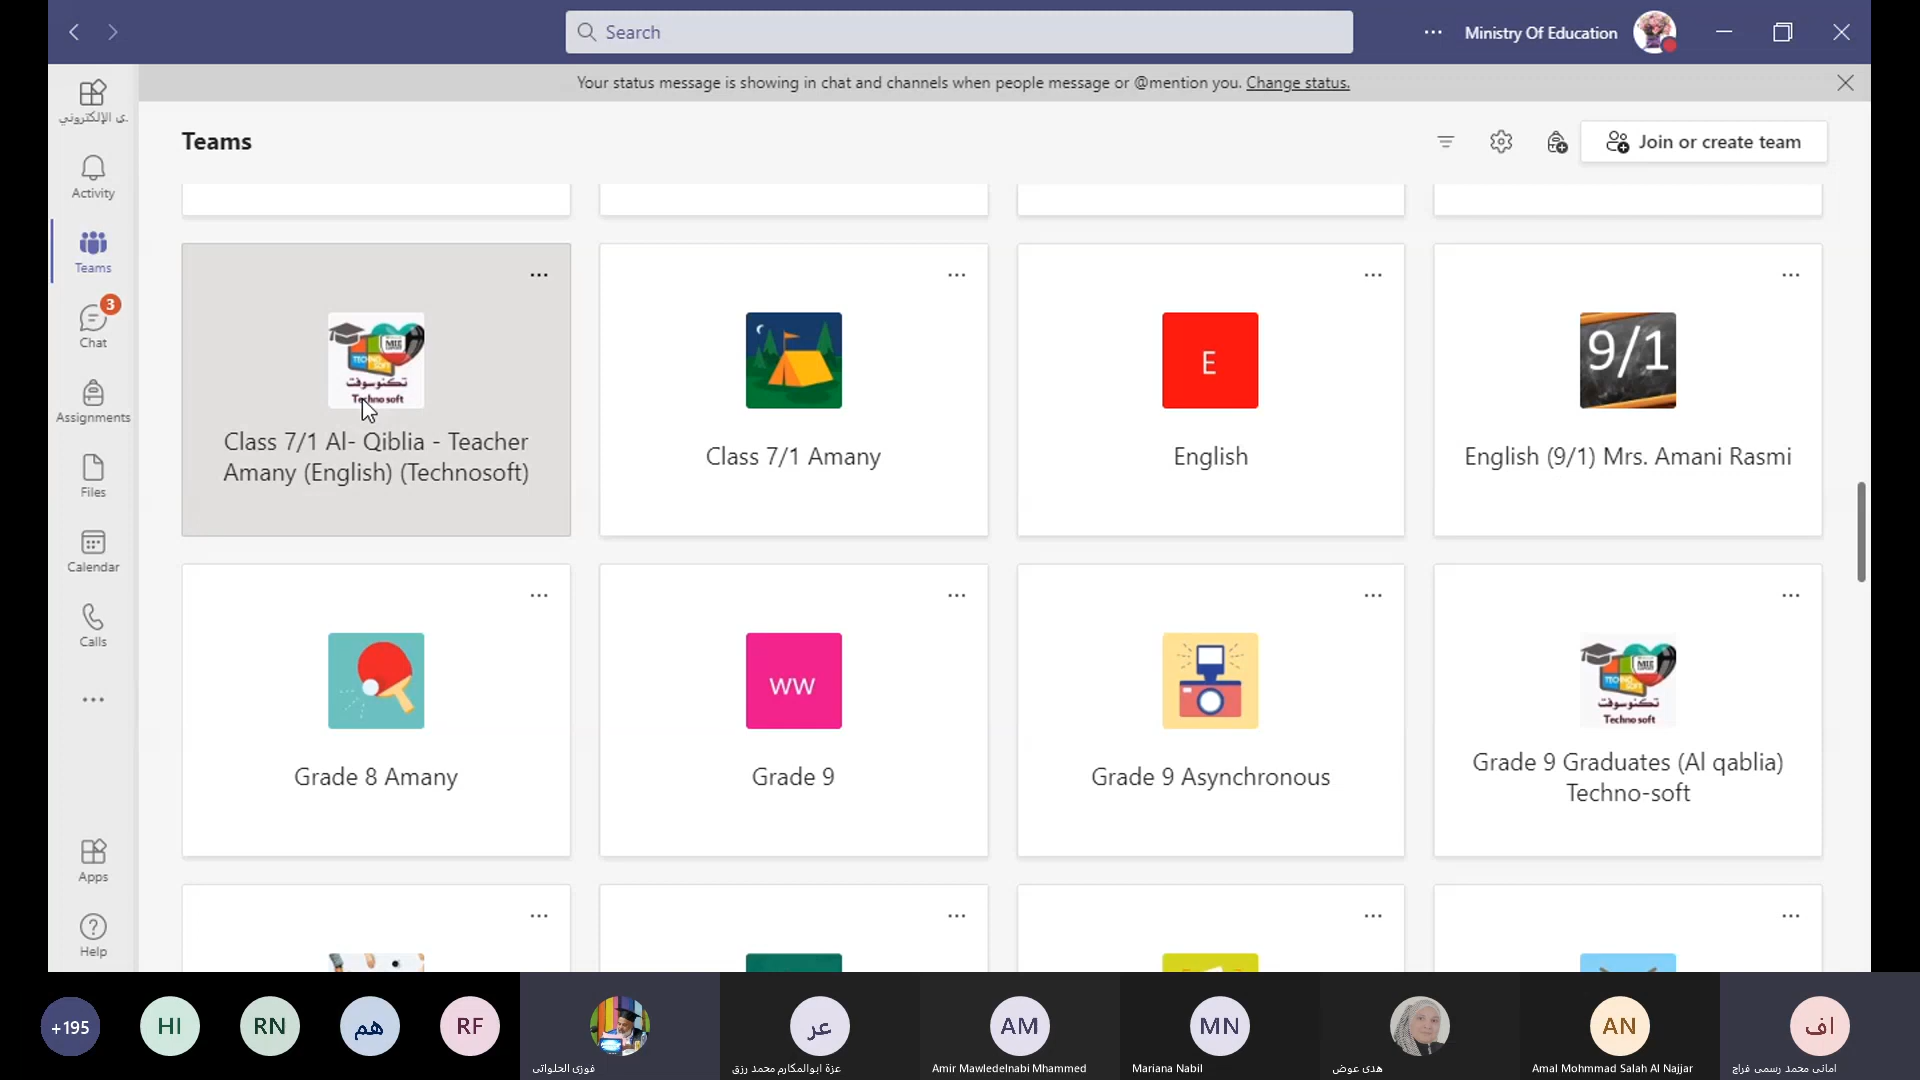 Search
Ministry Of Education
Your status message is showing in chat and channels when people message or @mention you. Change status.
ى الإلكتروني.
Activity
Teams
3
Chat
Assignments
Files
Calendar
Calls
Apps
Help
Teams
Join or create team
تكنوسوفت
Techno soft
Class 7/1 Al- Qiblia - Teacher
Amany (English) (Technosoft)
Class 7/1 Amany
E
English
9/1
English (9/1) Mrs. Amani Rasmi
Grade 8 Amany
WW
Grade 9
Grade 9 Asynchronous
تكنوسوفت
Techno soft
Grade 9 Graduates (Al qablia)
Techno-soft
+195
HI
RN
هم
RF
فوزى الحلوانى
عر
عزة ابوالمكارم محمد رزق
AM
Amir Mawledelnabi Mhammed
MN
Mariana Nabil
هدى عوض
AN
Amal Mohmmad Salah Al Najjar
اف
امانى محمد رسمى فراج